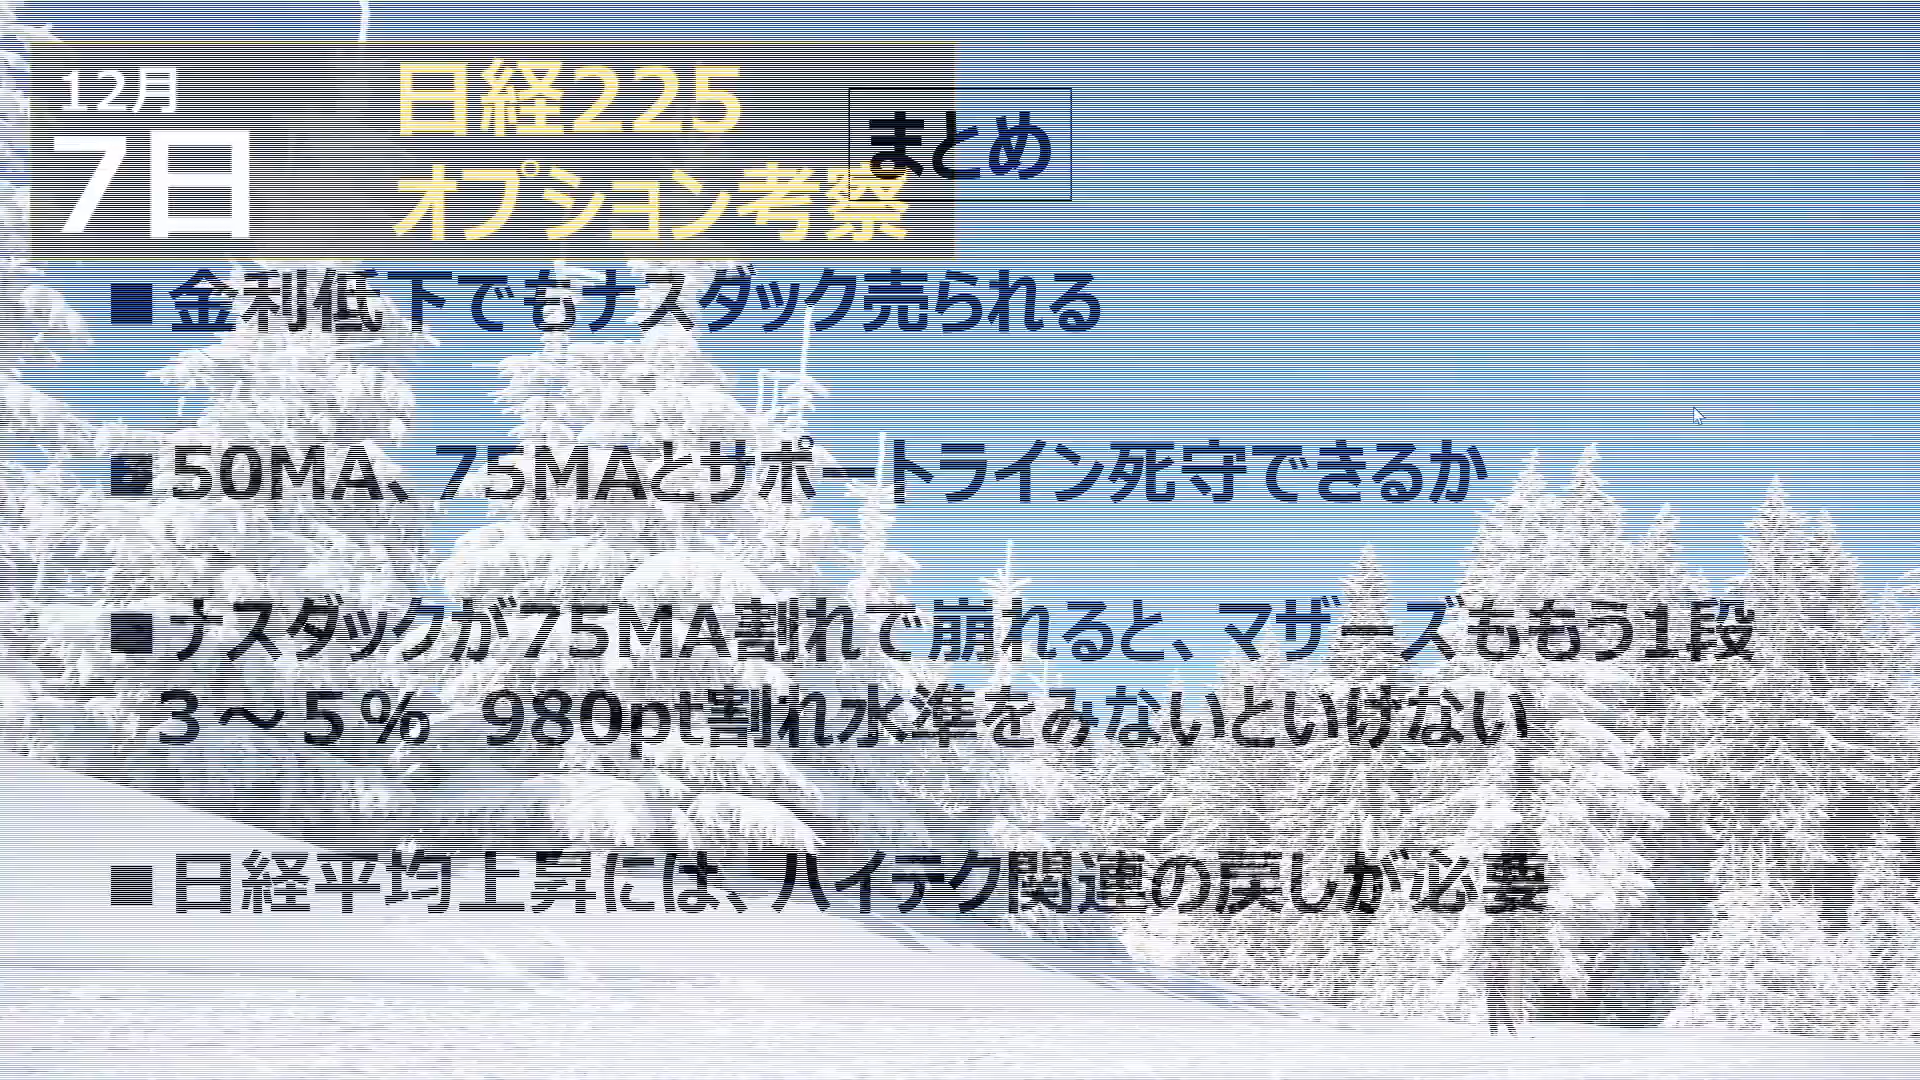 12月
7日
日経225
オプション考察
まとめ
■ 金利低下でもナスダック売られる
■ 50MA、75MAとサポートライン死守できるか
■ ナスダックが75MA割れで崩れると、マザーズももう1段
3～5% 980pt割れ水準をみないといけない
■ 日経平均上昇には、ハイテク関連の戻しが必要